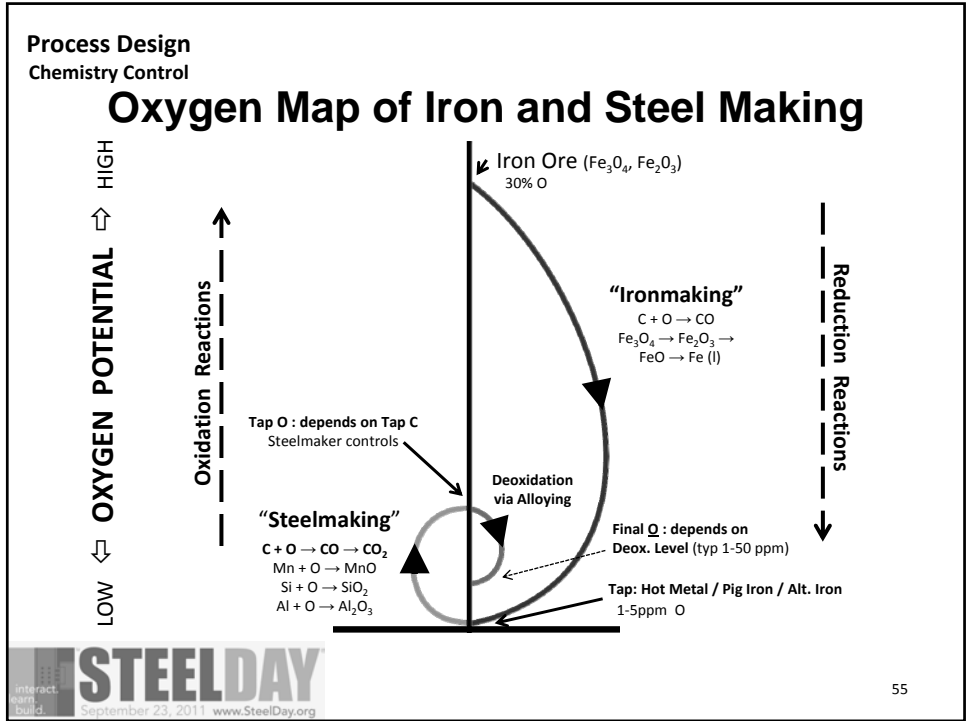 Process Design
Chemistry Control
Oxygen Map of Iron and Steel Making
LOW ⇦ OXYGEN POTENTIAL ⇨ HIGH
Oxidation Reactions
Iron Ore (Fe₃0₄, Fe₂0₃)
30% O
"Ironmaking"
C + O → CO
Fe₃O₄ → Fe₂O₃ →
FeO → Fe (l)
Reduction Reactions
Tap O : depends on Tap C
Steelmaker controls
Deoxidation
via Alloying
"Steelmaking"
C + O → CO → CO₂
Mn + O → MnO
Si + O → SiO₂
Al + O → Al₂O₃
Final O : depends on
Deox. Level (typ 1-50 ppm)
Tap: Hot Metal / Pig Iron / Alt. Iron
1-5ppm O
interact.
learn.
build.
STEELDAY
September 23, 2011 www.SteelDay.org
55